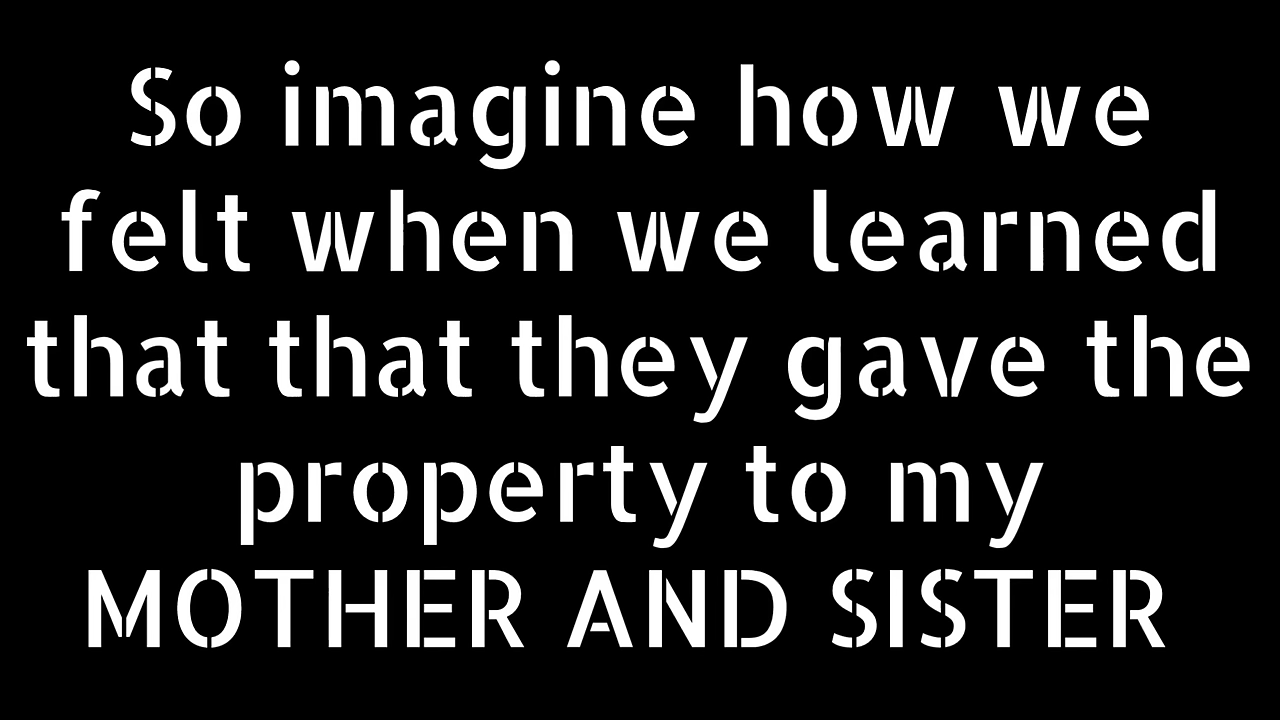 So imagine how we
felt when we learned
that that they gave the
property to my
MOTHER AND SISTER